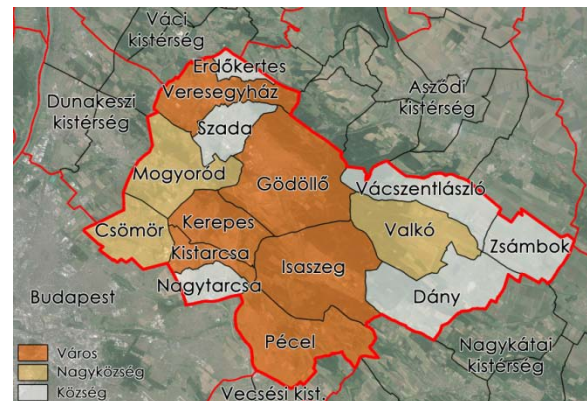 Váci
kistérség
Erdőkertes
Dunakeszi
kistérség
Veresegyház
Aszódi
kistérség
Szada
Mogyoród
Gödöllő
Vácszentlászló
Csömör
Kerepes
Valkó
Zsámbok
Kistarcsa
Isaszeg
Nagytarcsa
Dány
Budapest
Pécel
Nagykátai
kistérség
Város
Nagyközség
Község
Vecsési kist.